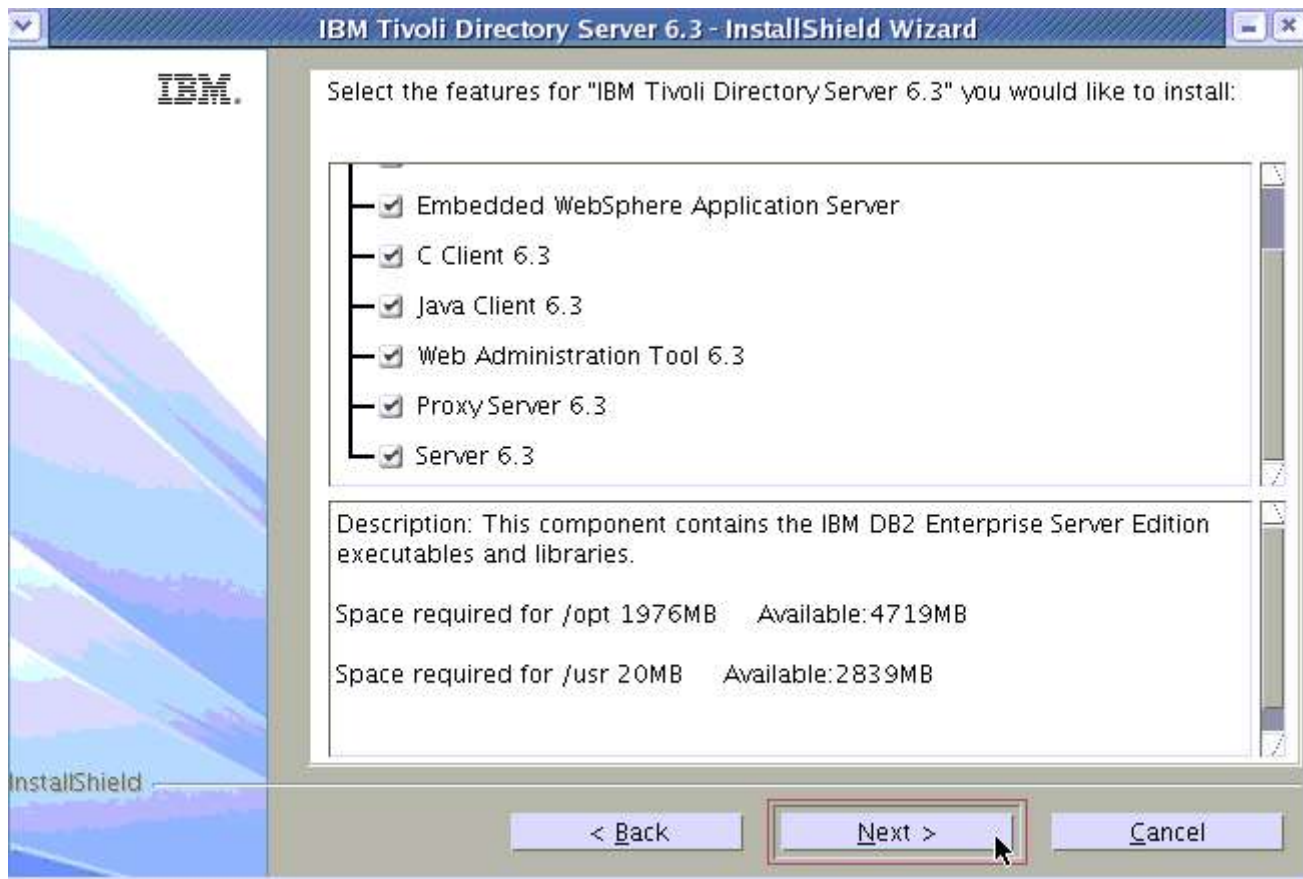 IBM Tivoli Directory Server 6.3 - InstallShield Wizard
IBM.
Select the features for "IBM Tivoli Directory Server 6.3" you would like to install:
Embedded WebSphere Application Server
C Client 6.3
Java Client 6.3
Web Administration Tool 6.3
Proxy Server 6.3
Server 6.3
Description: This component contains the IBM DB2 Enterprise Server Edition
executables and libraries.
Space required for /opt 1976MB Available:4719MB
Space required for /usr 20MB Available:2839MB
InstallShield
< Back
Next >
Cancel